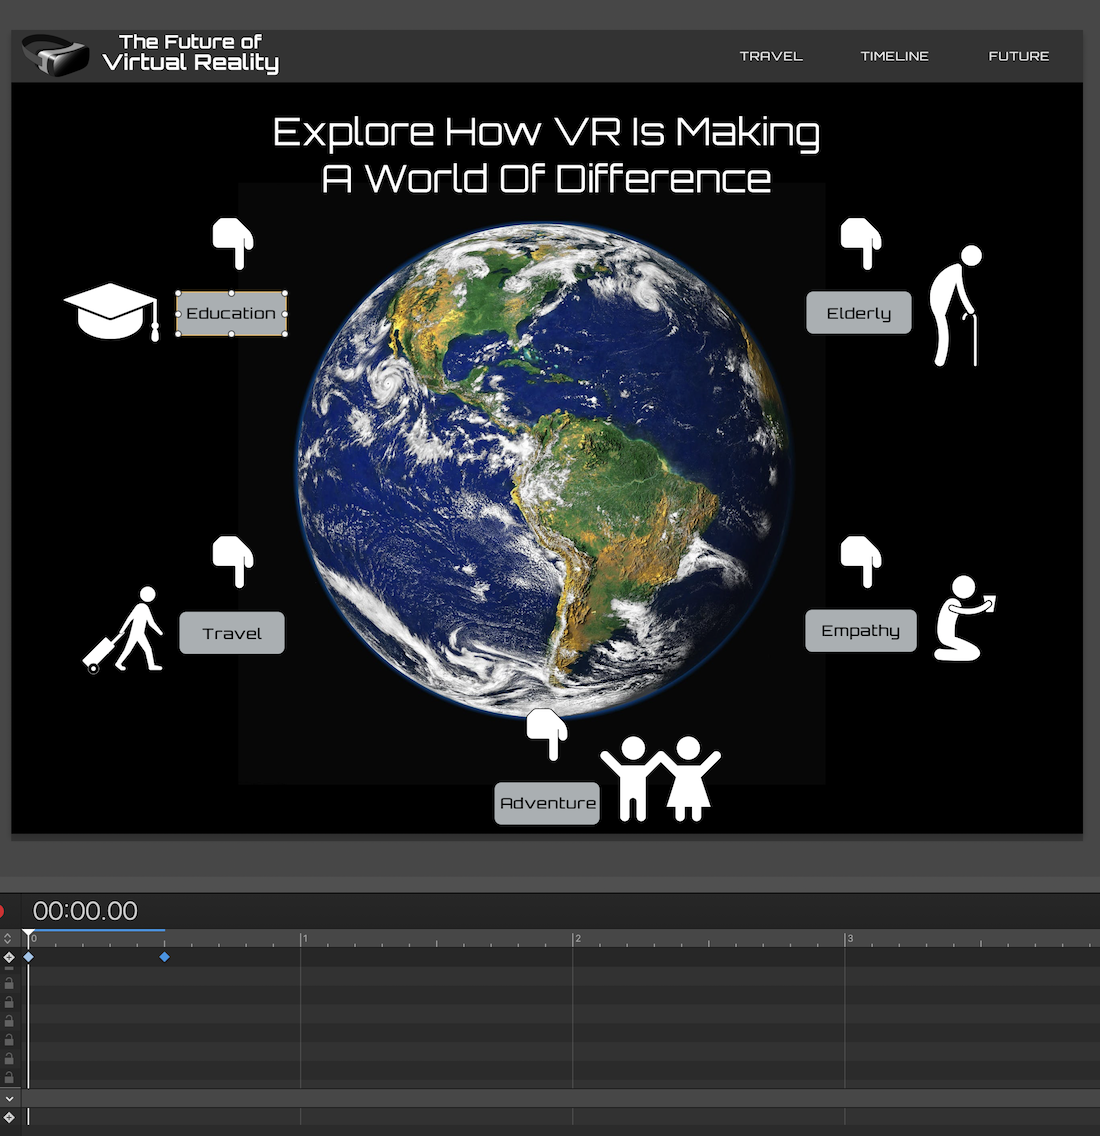 The Future of
Virtual Reality
TRAVEL
TIMELINE
FUTURE
Explore How VR Is Making
A World Of Difference
Education
Elderly
Travel
Empathy
Adventure
00:00.00
0
1
2
3